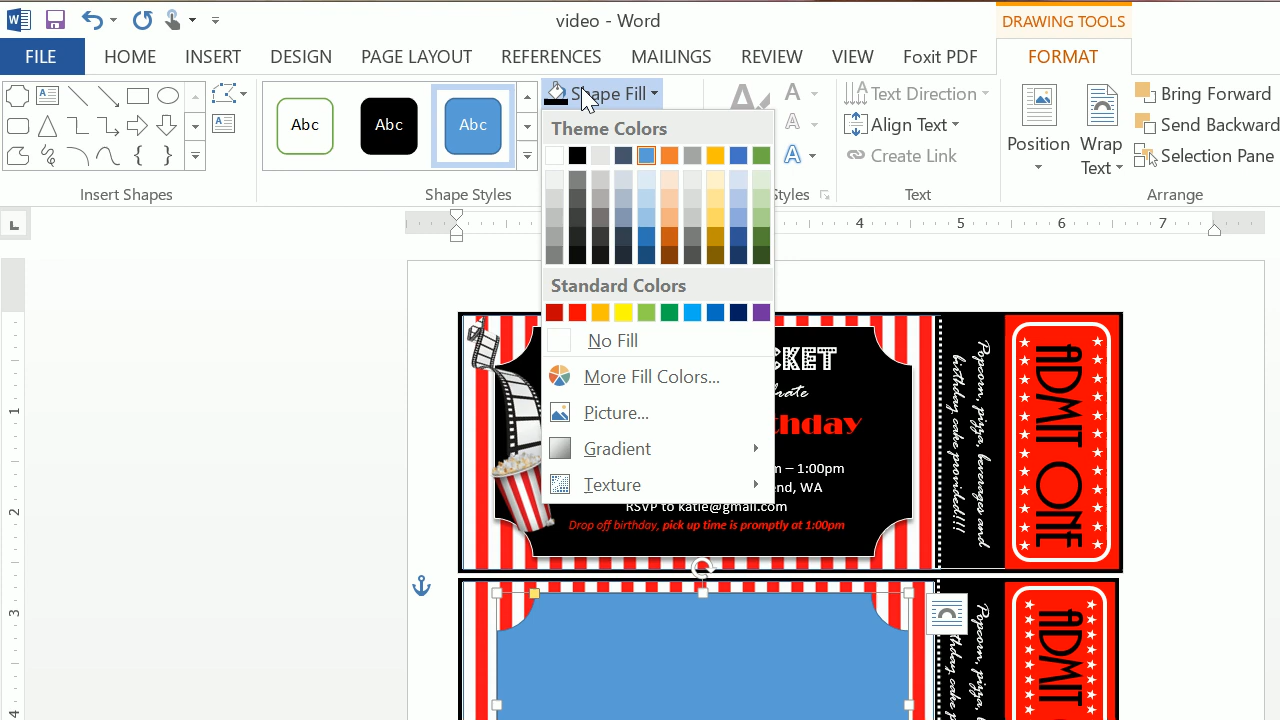 video - Word
DRAWING TOOLS
FILE
HOME
INSERT
DESIGN
PAGE LAYOUT
REFERENCES
MAILINGS
REVIEW
VIEW
Foxit PDF
FORMAT
Abc
Abc
Abc
Shape Fill
Text Direction
Align Text
Create Link
Position
Wrap
Text
Bring Forward
Send Backward
Selection Pane
Insert Shapes
Shape Styles
Styles
Text
Arrange
Theme Colors
Standard Colors
No Fill
More Fill Colors...
Picture...
Gradient
Texture
4
5
6
7
1
2
3
4
KET
rate
hday
m – 1:00pm
end, WA
RSVP to katie@gmail.com
Drop off birthday, pick up time is promptly at 1:00pm
Popcorn, pizza, beverages and
birthday cake provided!!!!
ADMIT ONE
Popcorn, pizza, b
thday cake p
ADMIT